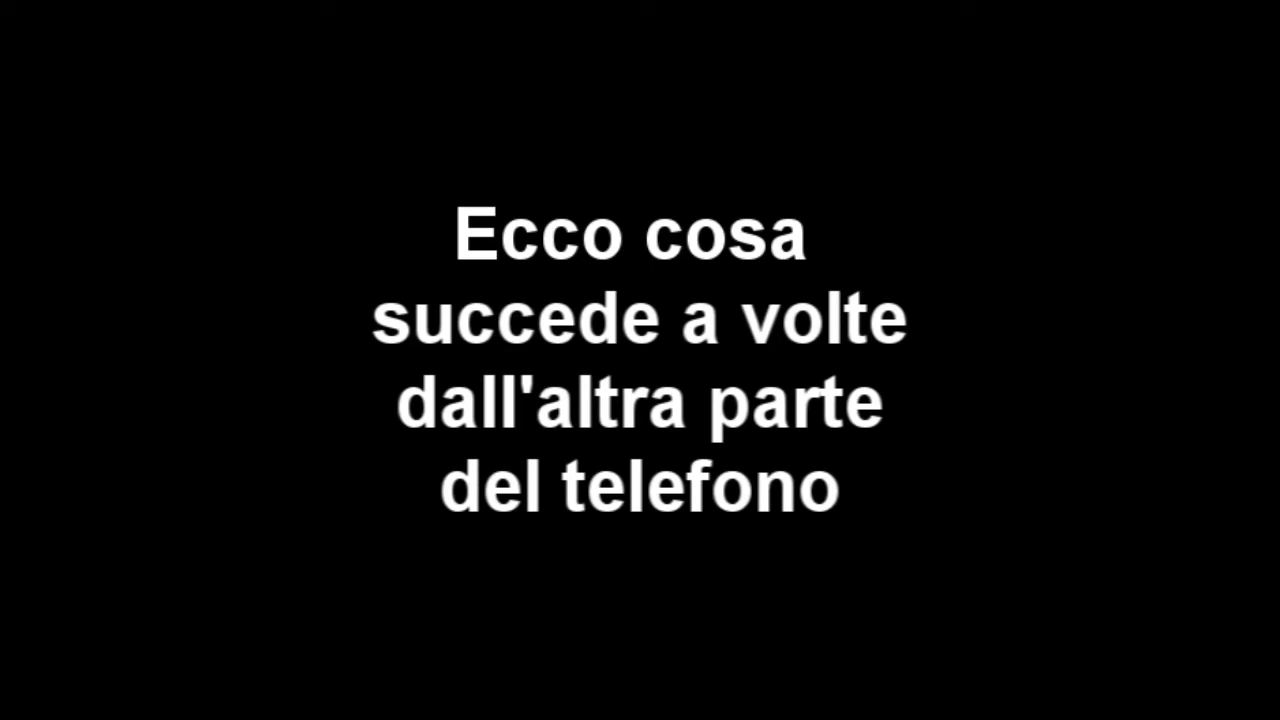 Ecco cosa
succede a volte
dall'altra parte
del telefono